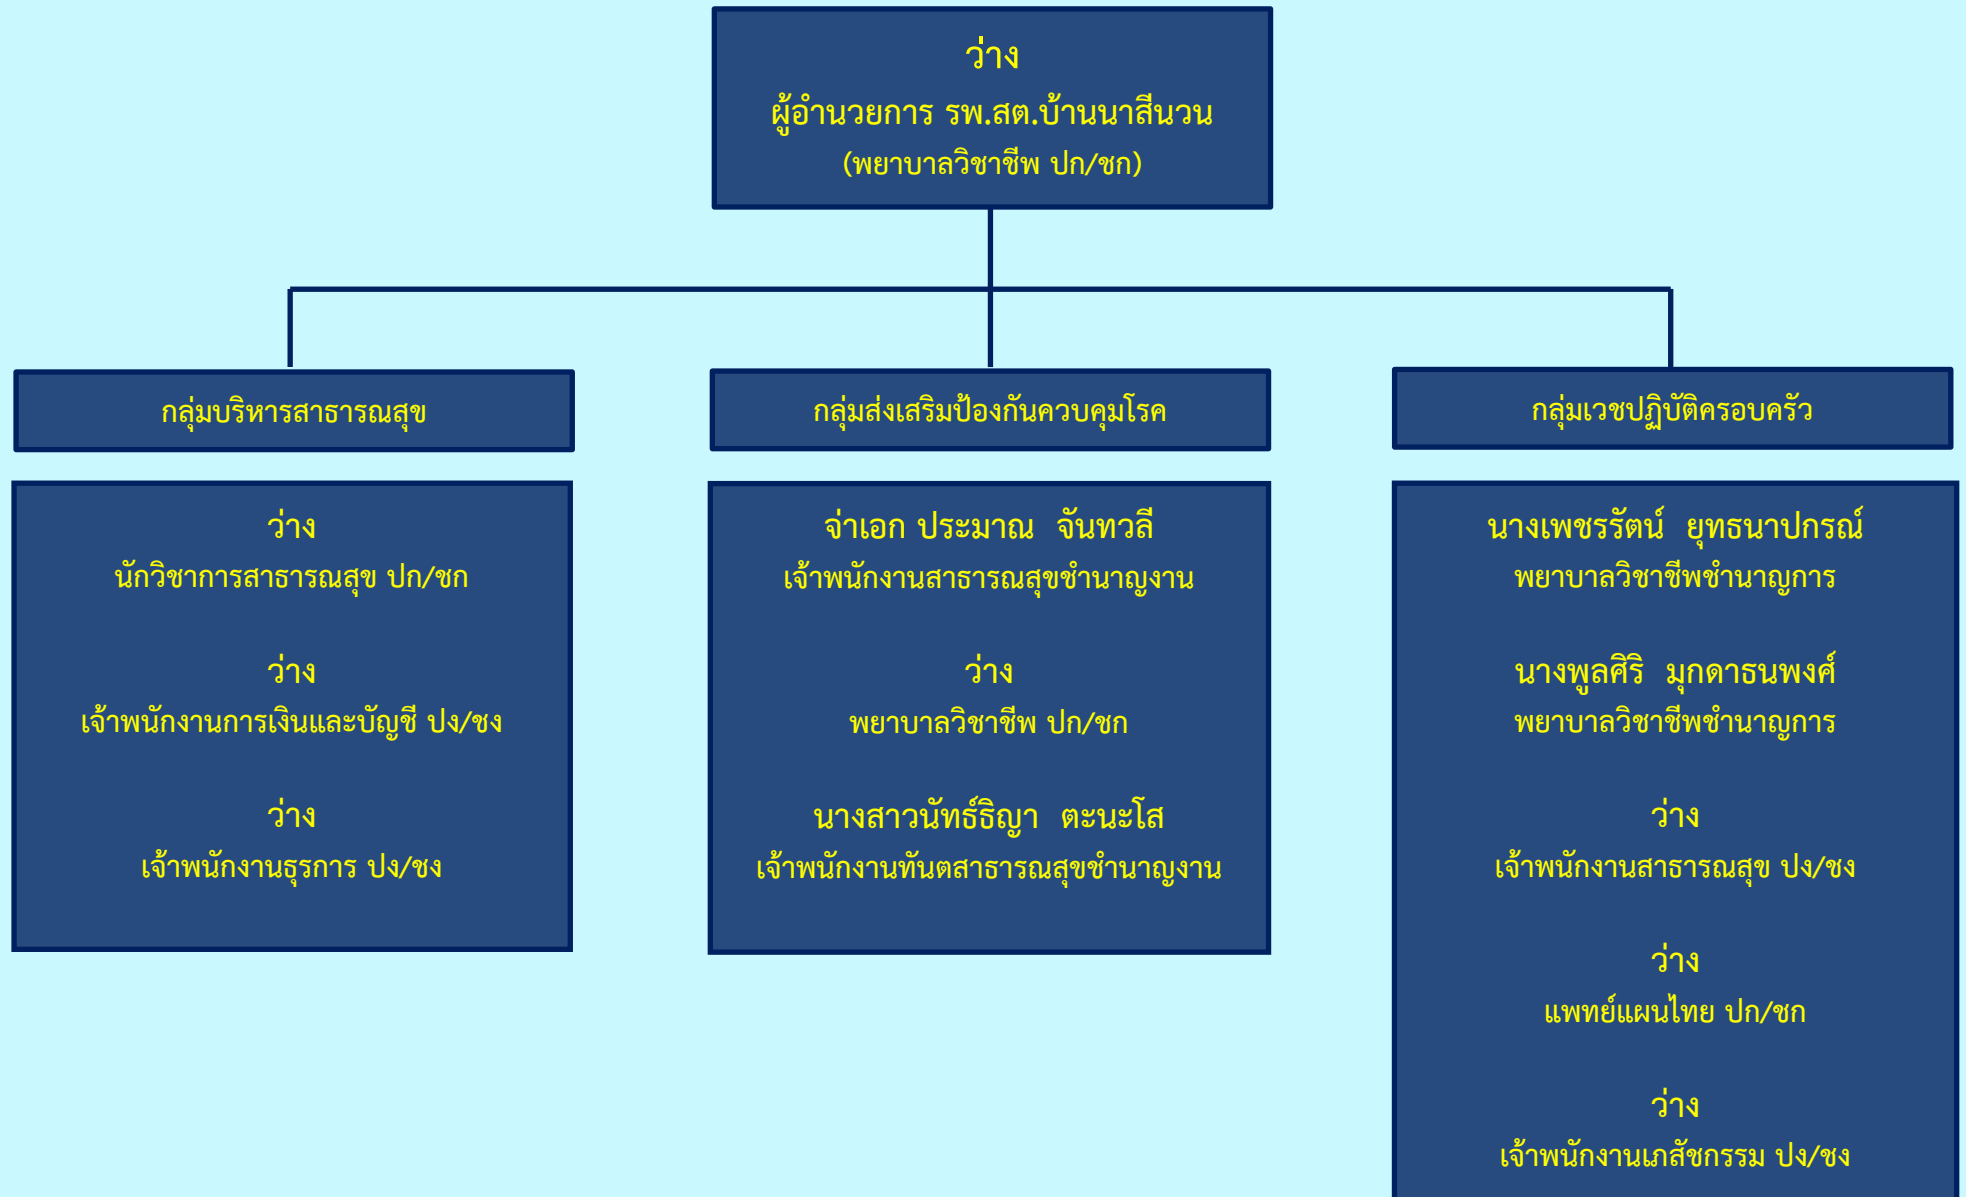 ว่าง
ผู้อำนวยการ รพ.สต.บ้านนาสีนวน
(พยาบาลวิชาชีพ ปก/ชก)
กลุ่มบริหารสาธารณสุข
ว่าง
นักวิชาการสาธารณสุข ปก/ชก
ว่าง
เจ้าพนักงานการเงินและบัญชี ปง/ชง
ว่าง
เจ้าพนักงานธุรการ ปง/ชง
กลุ่มส่งเสริมป้องกันควบคุมโรค
จ่าเอก ประมาณ จันทวลี
เจ้าพนักงานสาธารณสุขชำนาญงาน
ว่าง
พยาบาลวิชาชีพ ปก/ชก
นางสาวนัทธ์ธิญา ตะนะโส
เจ้าพนักงานทันตสาธารณสุขชำนาญงาน
กลุ่มเวชปฏิบัติครอบครัว
นางเพชรรัตน์ ยุทธนาปกรณ์
พยาบาลวิชาชีพชำนาญการ
นางพูลศิริ มุกดาธนพงศ์
พยาบาลวิชาชีพชำนาญการ
ว่าง
เจ้าพนักงานสาธารณสุข ปง/ชง
ว่าง
แพทย์แผนไทย ปก/ชก
ว่าง
เจ้าพนักงานเภสัชกรรม ปง/ชง